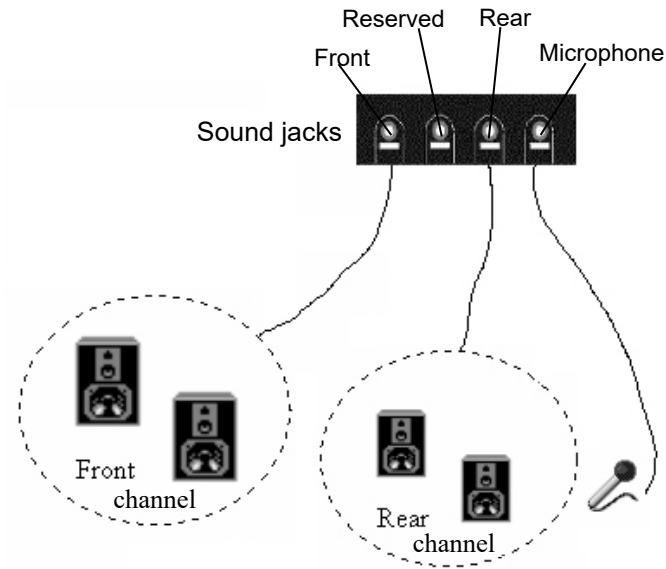 Reserved
Rear
Front
Microphone
Sound jacks
Front
channel
Rear
channel